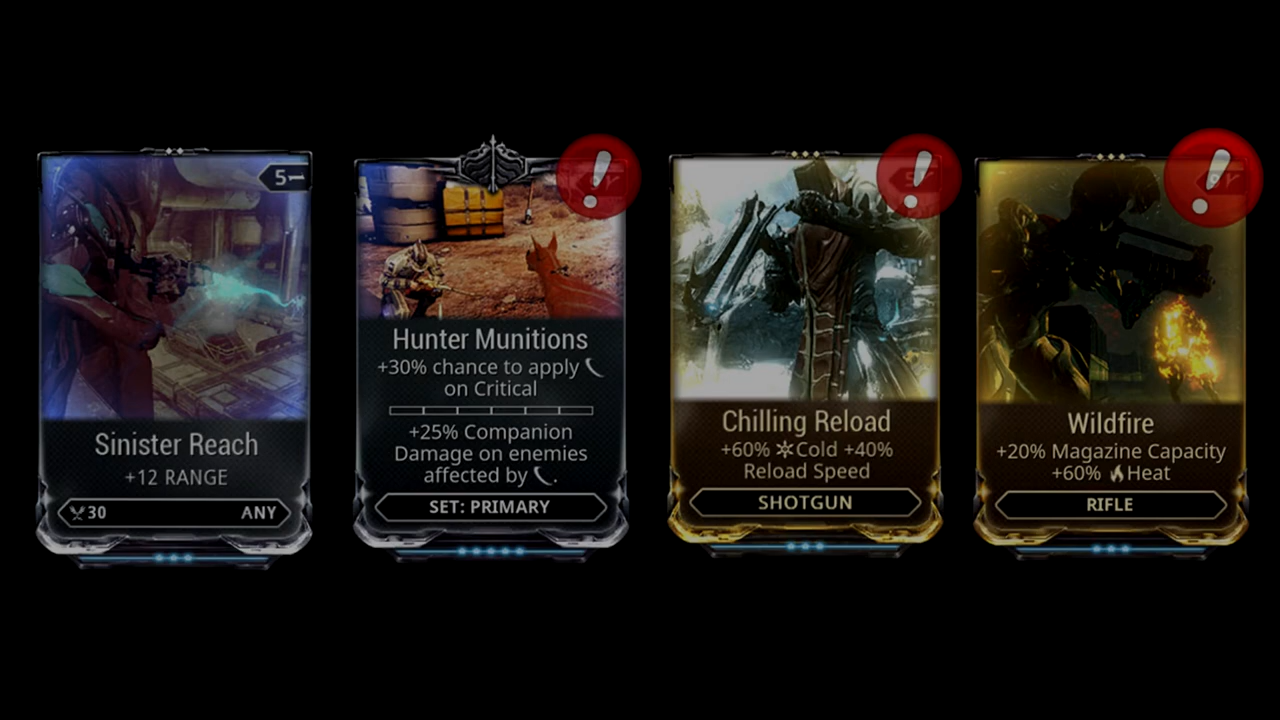 5
Sinister Reach
+12 RANGE
30 ANY
Hunter Munitions
+30% chance to apply
on Critical
+25% Companion
Damage on enemies
affected by .
SET: PRIMARY
Chilling Reload
+60% Cold +40%
Reload Speed
SHOTGUN
Wildfire
+20% Magazine Capacity
+60% Heat
RIFLE